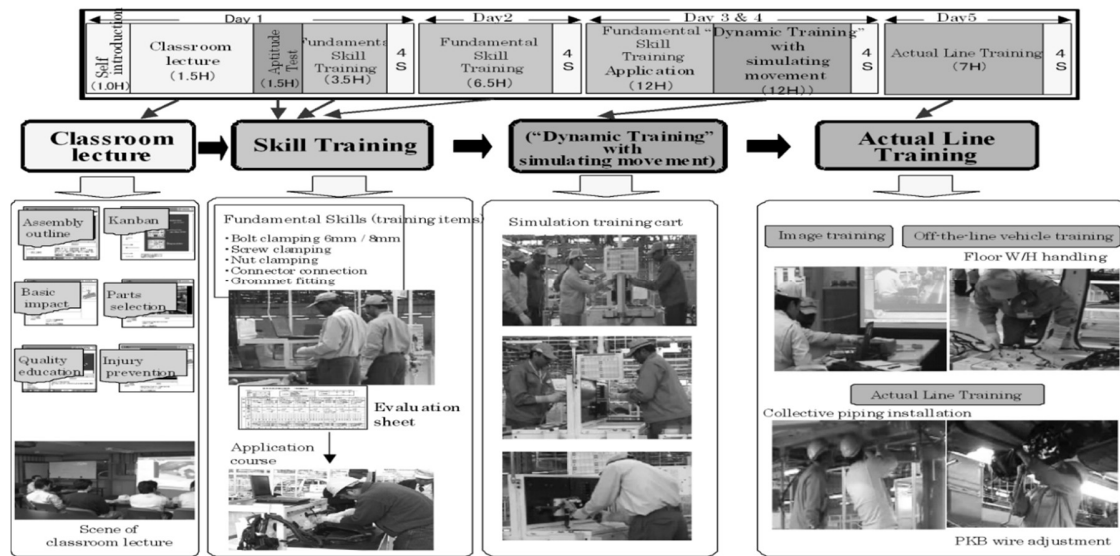 Day 1
Day2
Day 3 & 4
Day5
Self
introduction
(1.0H)
Classroom
lecture
(1.5H)
Aptitude
Test
(1.5H)
Fundamental
Skill
Training
(3.5H)
4
S
Fundamental
Skill
Training
(6.5H)
4
S
Fundamental
Skill
Training
Application
(12H)
"Dynamic Training"
with
simulating
movement
(12H))
4
S
Actual Line Training
(7H)
4
S
Classroom
lecture
Skill Training
("Dynamic Training"
with
simulating movement)
Actual Line
Training
Assembly
outline
Kanban
Basic
impact
Parts
selection
Quality
education
Injury
prevention
Scene of
classroom lecture
Fundamental Skills (training items)
・Bolt clamping 6mm / 8mm
・Screw clamping
・Nut clamping
・Connector connection
・Grommet fitting
Evaluation
sheet
Application
course
Simulation training cart
Image training
Off-the-line vehicle training
Floor W/H handling
Actual Line Training
Collective piping installation
PKB wire adjustment